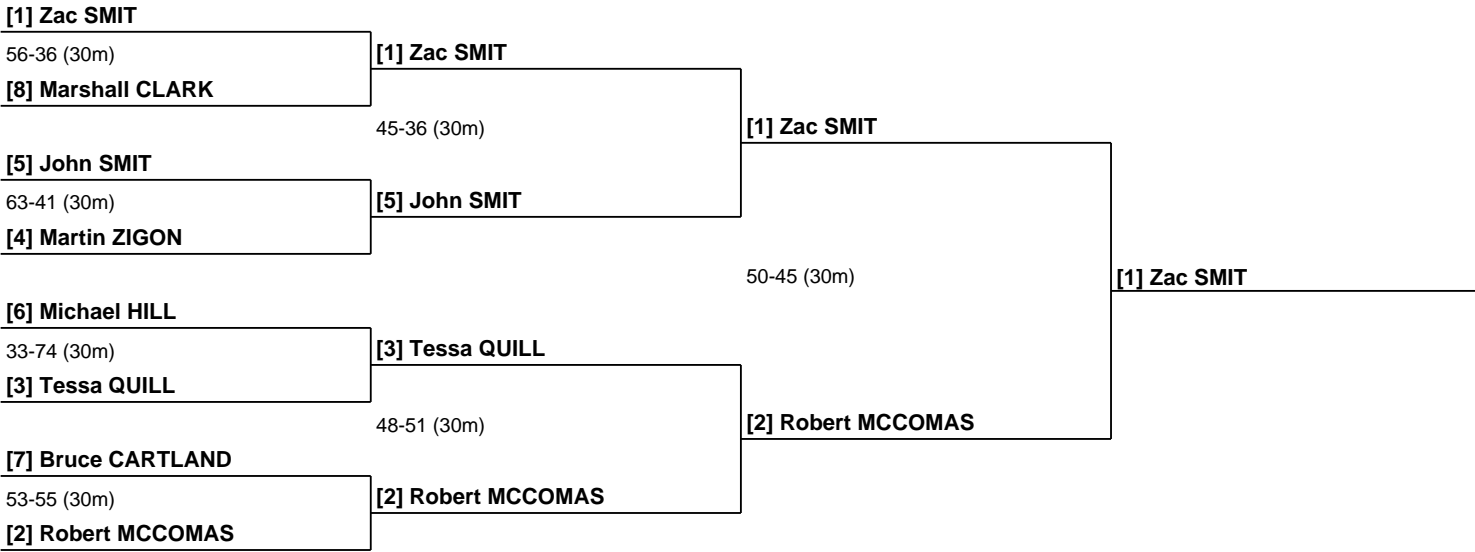 [1] Zac SMIT
56-36 (30m)
[1] Zac SMIT
[8] Marshall CLARK
45-36 (30m)
[1] Zac SMIT
[5] John SMIT
63-41 (30m)
[5] John SMIT
[4] Martin ZIGON
50-45 (30m)
[1] Zac SMIT
[6] Michael HILL
33-74 (30m)
[3] Tessa QUILL
[3] Tessa QUILL
48-51 (30m)
[2] Robert MCCOMAS
[7] Bruce CARTLAND
53-55 (30m)
[2] Robert MCCOMAS
[2] Robert MCCOMAS